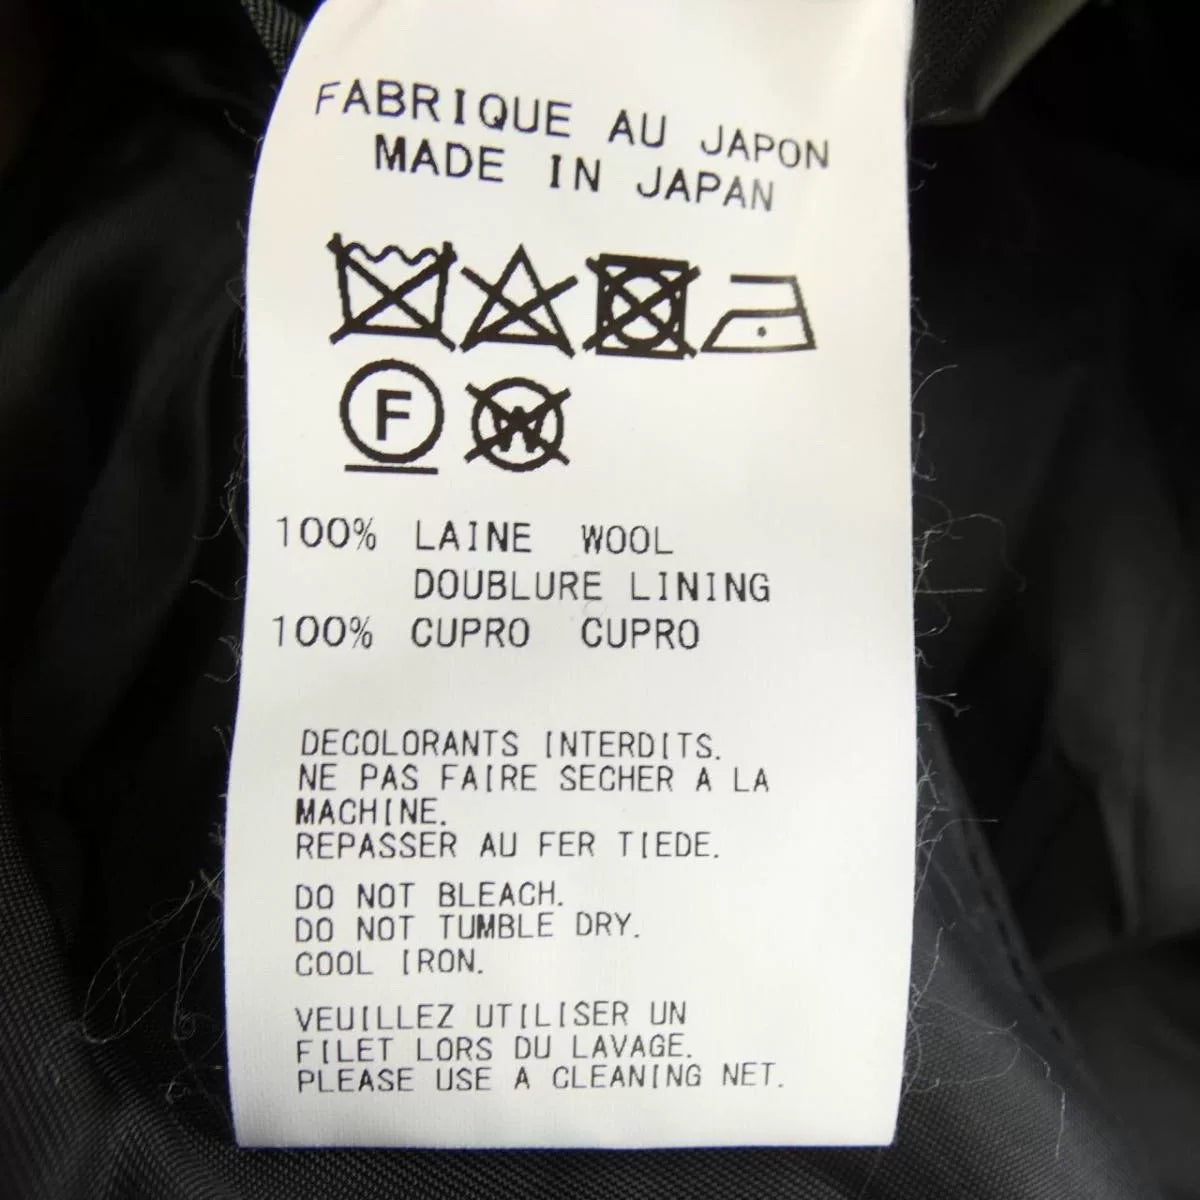 FABRIQUE AU JAPON
MADE IN JAPAN
F W
100% LAINE WOOL
DOUBLURE LINING
100% CUPRO CUPRO
DECOLORANTS INTERDITS.
NE PAS FAIRE SECHER A LA
MACHINE.
REPASSER AU FER TIEDE.
DO NOT BLEACH.
DO NOT TUMBLE DRY.
COOL IRON.
VEUILLEZ UTILISER UN
FILET LORS DU LAVAGE.
PLEASE USE A CLEANING NET.